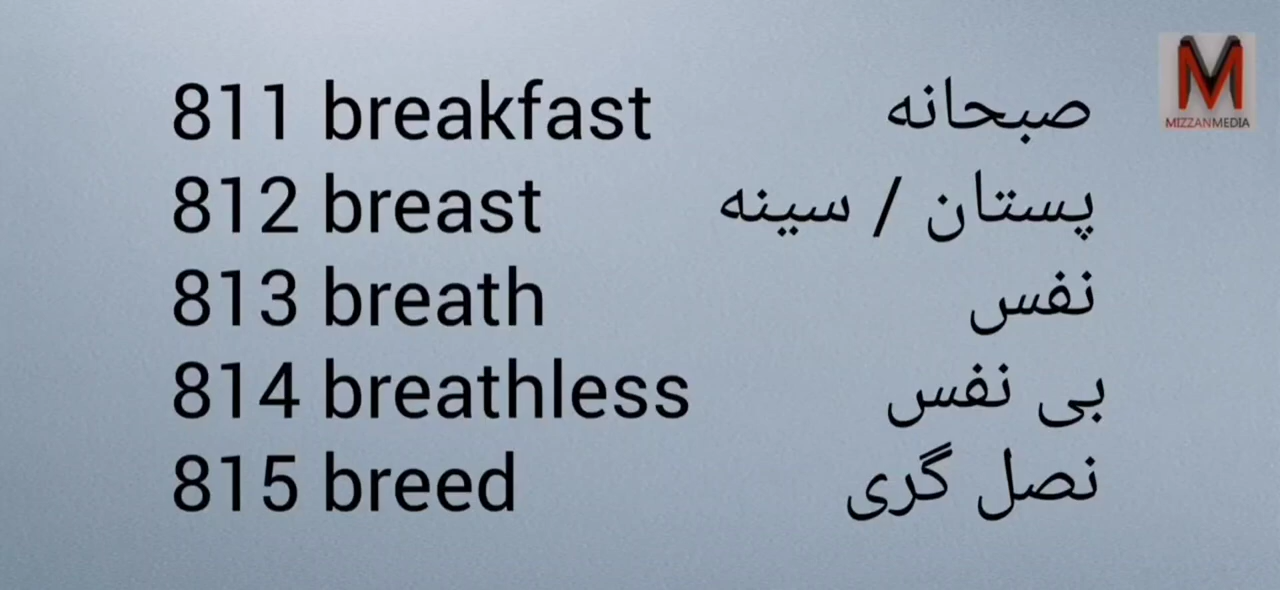 811 breakfast صبحانه
812 breast پستان / سینه
813 breath نفس
814 breathless بی نفس
815 breed نصل گری
MIZZANMEDIA